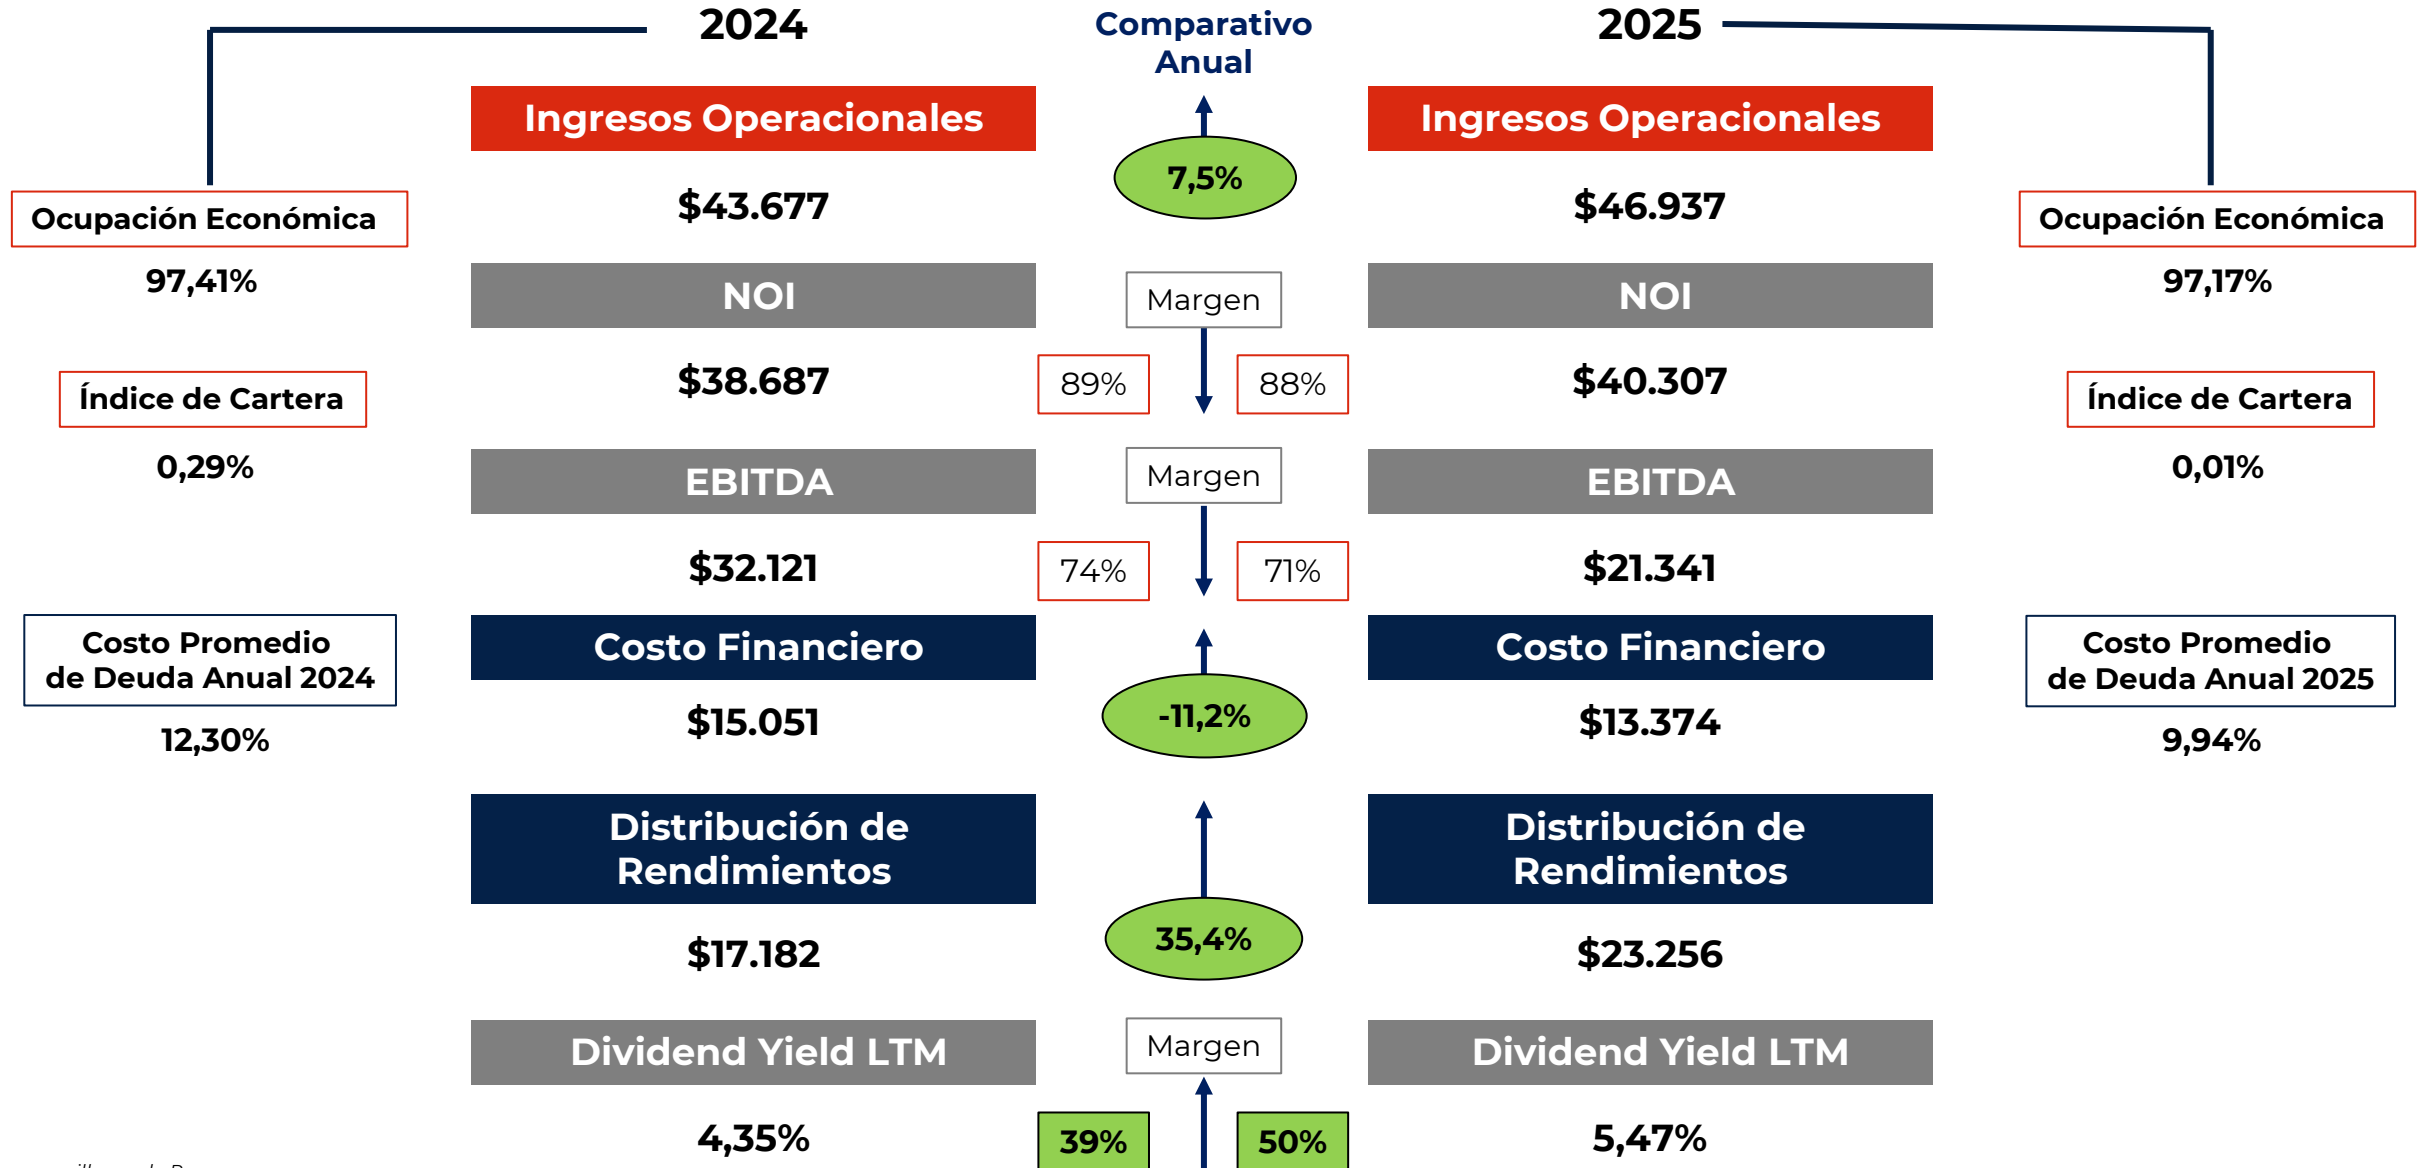 2024
Comparativo
Anual
2025
Ingresos Operacionales
Ingresos Operacionales
7,5%
$43.677
$46.937
Ocupación Económica
Ocupación Económica
97,41%
97,17%
NOI
Margen
NOI
$38.687
89%
88%
$40.307
Índice de Cartera
Índice de Cartera
0,29%
0,01%
EBITDA
Margen
EBITDA
$32.121
74%
71%
$21.341
Costo Promedio
de Deuda Anual 2024
Costo Financiero
Costo Financiero
Costo Promedio
de Deuda Anual 2025
12,30%
$15.051
-11,2%
$13.374
9,94%
Distribución de
Rendimientos
Distribución de
Rendimientos
$17.182
35,4%
$23.256
Dividend Yield LTM
Margen
Dividend Yield LTM
4,35%
39%
50%
5,47%